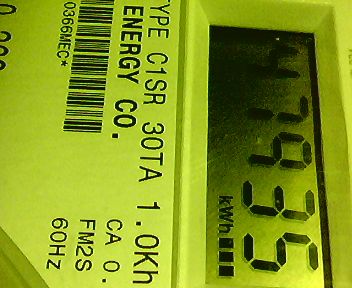 47935
kWh
TYPE C1SR 30TA 1.0Kh
ENERGY CO.
CA 0.
FM2S
60HZ
0366MEC*